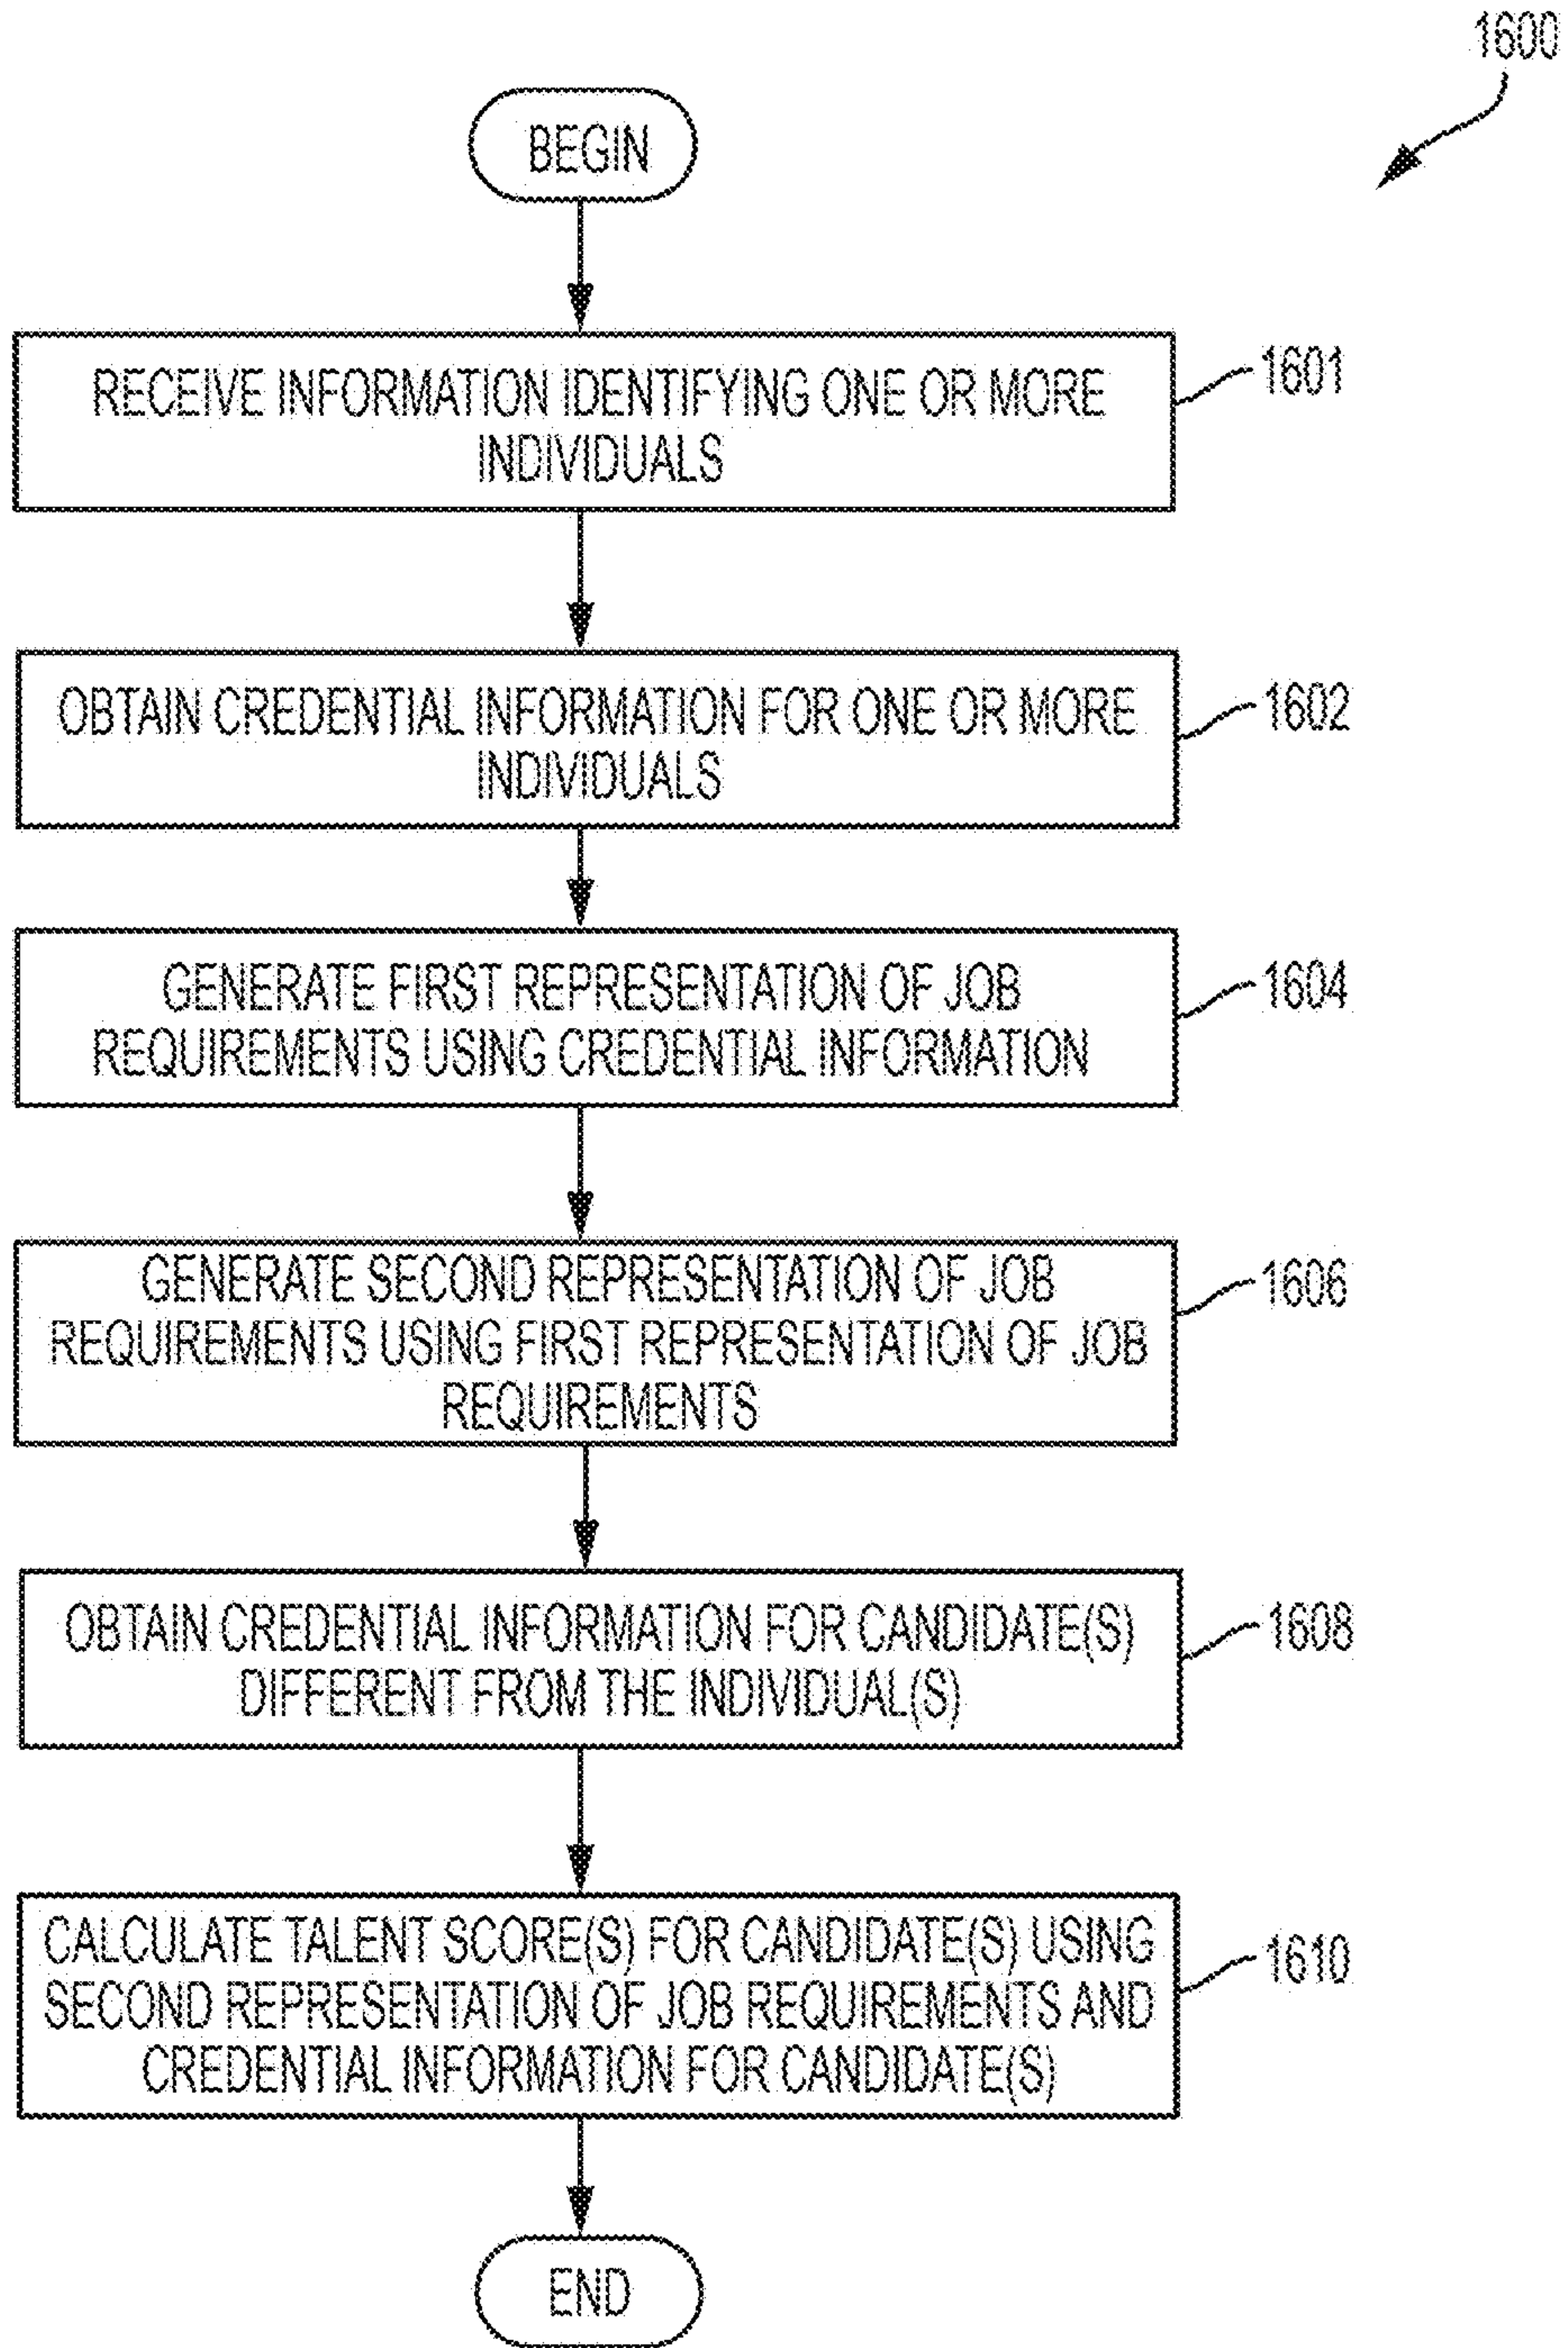 1600
BEGIN
RECEIVE INFORMATION IDENTIFYING ONE OR MORE
INDIVIDUALS
1601
OBTAIN CREDENTIAL INFORMATION FOR ONE OR MORE
INDIVIDUALS
1602
GENERATE FIRST REPRESENTATION OF JOB
REQUIREMENTS USING CREDENTIAL INFORMATION
1604
GENERATE SECOND REPRESENTATION OF JOB
REQUIREMENTS USING FIRST REPRESENTATION OF JOB
REQUIREMENTS
1606
OBTAIN CREDENTIAL INFORMATION FOR CANDIDATE(S)
DIFFERENT FROM THE INDIVIDUAL(S)
1608
CALCULATE TALENT SCORE(S) FOR CANDIDATE(S) USING
SECOND REPRESENTATION OF JOB REQUIREMENTS AND
CREDENTIAL INFORMATION FOR CANDIDATE(S)
1610
END